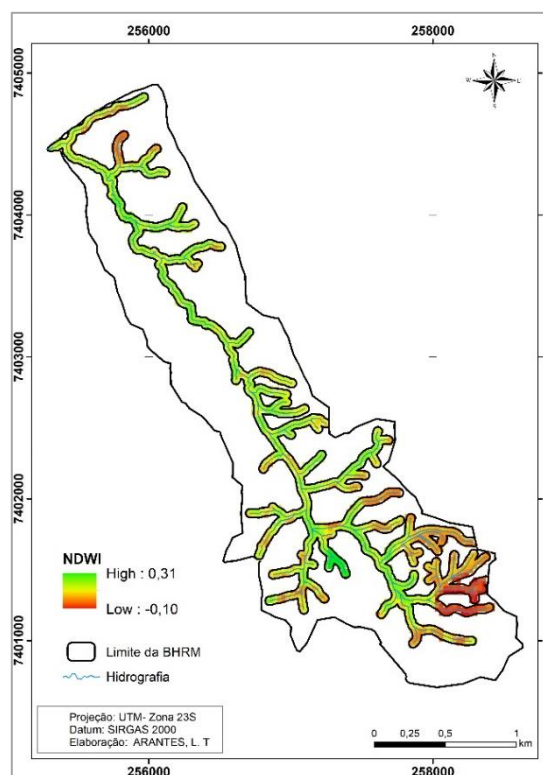 256000
258000
7405000
7404000
7403000
7402000
7401000
NDWI
High : 0,31
Low : -0,10
Limite da BHRM
Hidrografia
Projeção: UTM- Zona 23S
Datum: SIRGAS 2000
Elaboração: ARANTES, L. T
0 0,25 0,5 1
km
256000
258000